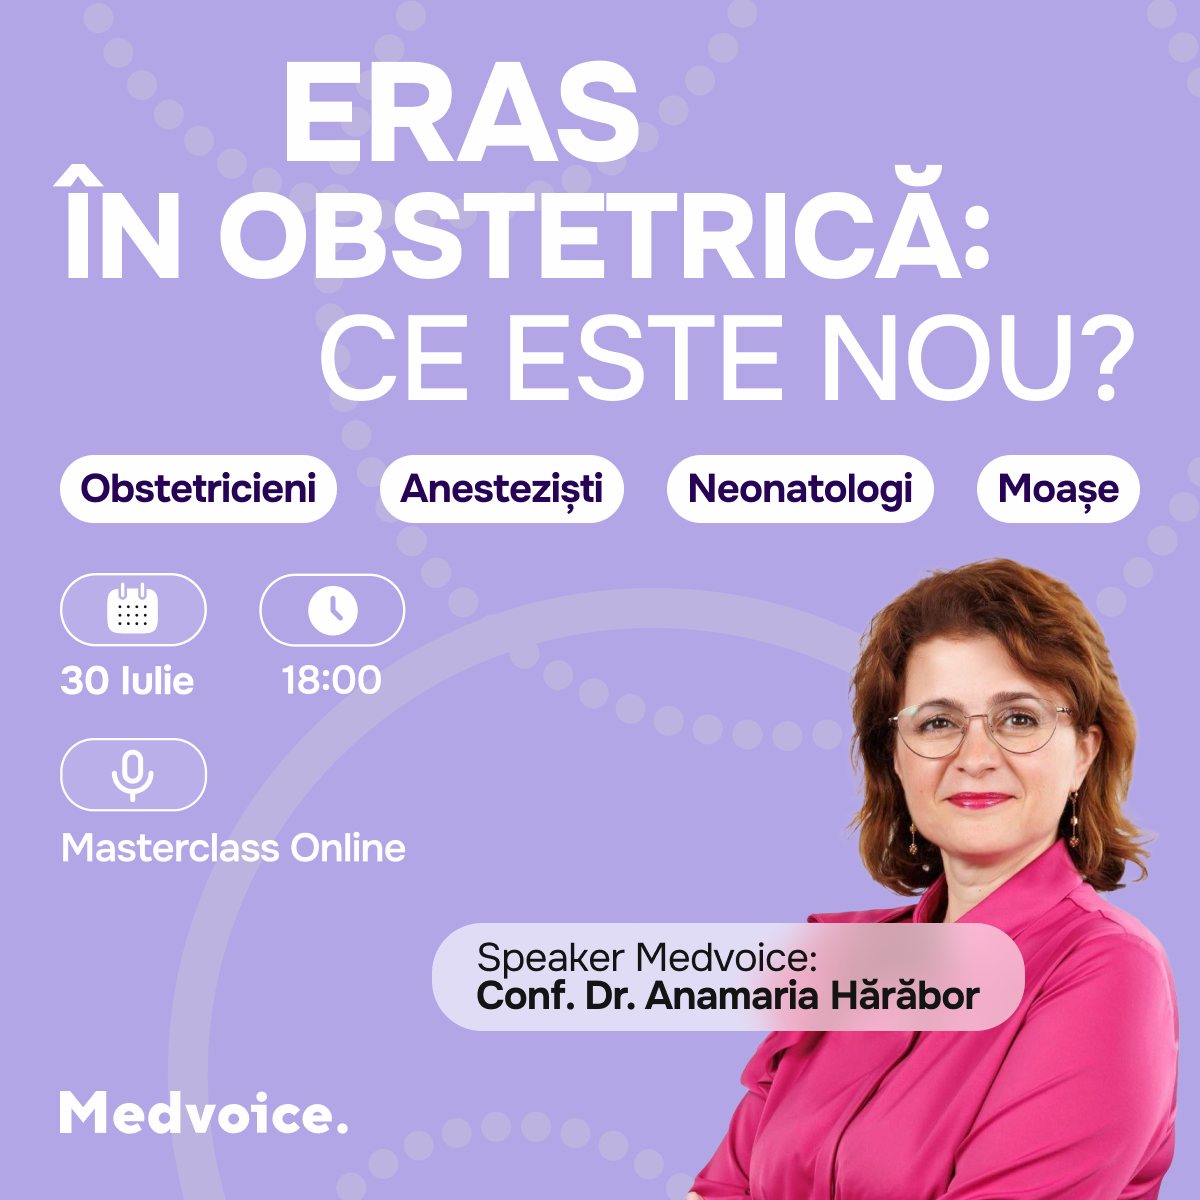 ERAS
ÎN OBSTETRICĂ:
CE ESTE NOU?
Obstetricieni Anesteziști Neonatologi Moașe
30 Iulie 18:00
Masterclass Online
Speaker Medvoice:
Conf. Dr. Anamaria Hărăbor
Medvoice.